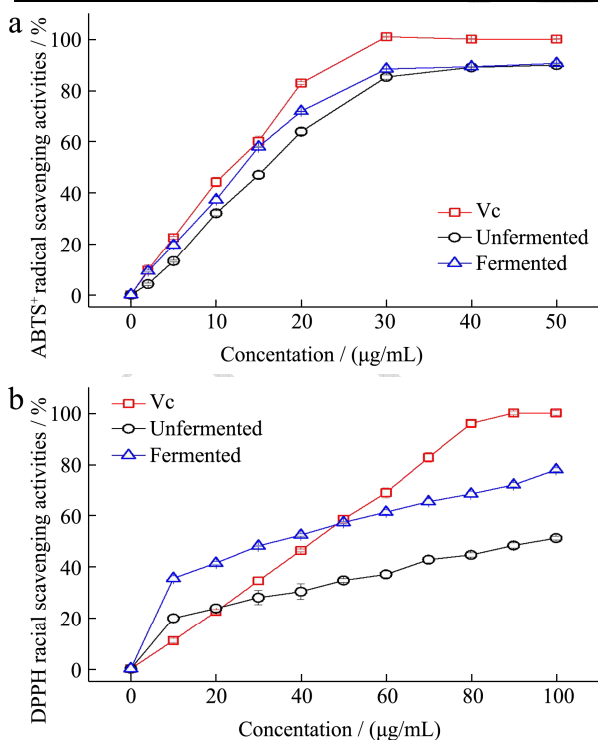 a
ABTS⁺ radical scavenging activities / %
100
80
60
40
20
0
Vc
Unfermented
Fermented
0 10 20 30 40 50
Concentation / (μg/mL)
b
DPPH racial scavenging activities / %
Vc
Unfermented
Fermented
100
80
60
40
20
0
0 20 40 60 80 100
Concentration / (μg/mL)